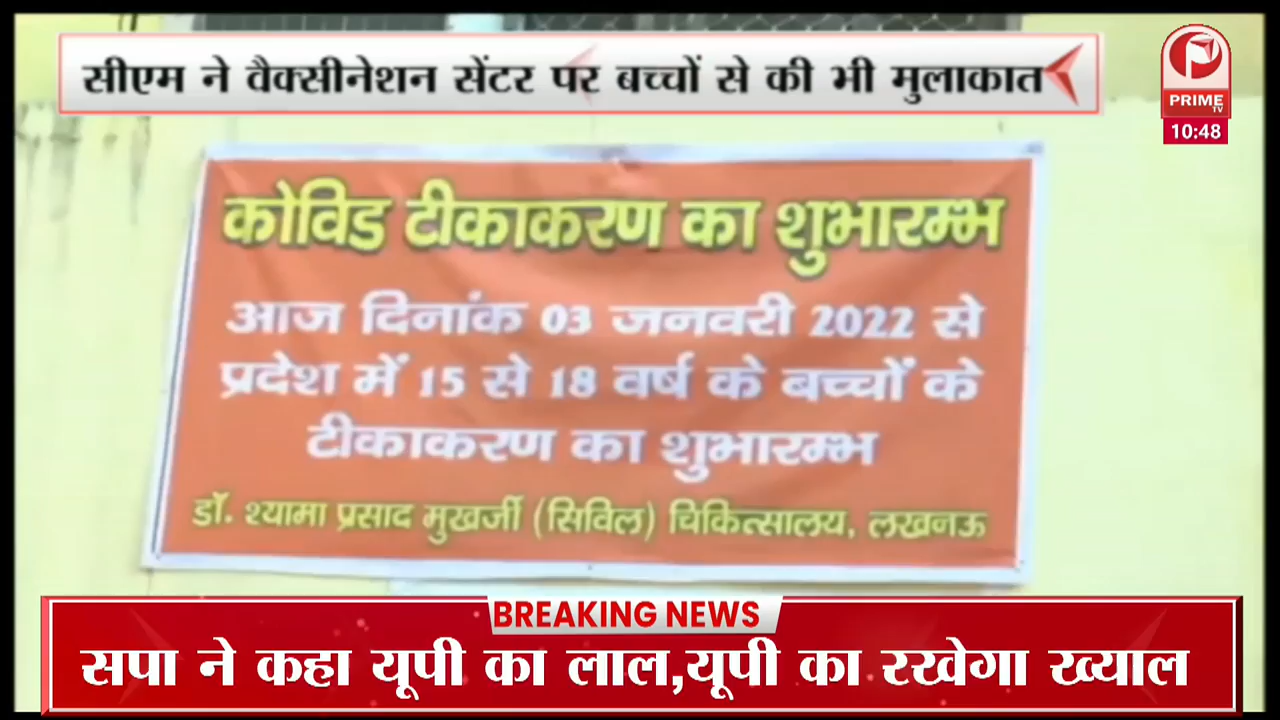 सीएम ने वैक्सीनेशन सेंटर पर बच्चों से की भी मुलाकात
PRIME
TV
10:48
कोविड टीकाकरण का शुभारम्भ
आज दिनांक 03 जनवरी 2022 से
प्रदेश में 15 से 18 वर्ष के बच्चों के
टीकाकरण का शुभारम्भ
डॉ. श्यामा प्रसाद मुखर्जी (सिविल) चिकित्सालय, लखनऊ
BREAKING NEWS
सपा ने कहा यूपी का लाल,यूपी का रखेगा ख्याल